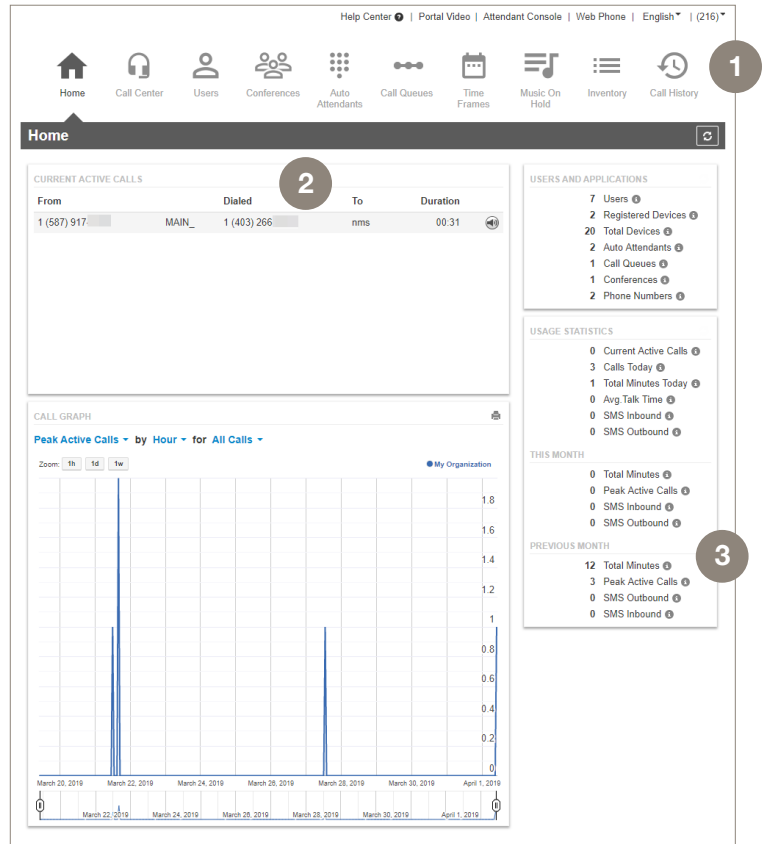 Help Center | Portal Video | Attendant Console | Web Phone | English | (216)
Home Call Center Users Conferences Auto Attendants Call Queues Time Frames Music On Hold Inventory Call History
1
Home
CURRENT ACTIVE CALLS
2
From Dialed To Duration
1 (587) 917- MAIN_ 1 (403) 266 nms 00:31
USERS AND APPLICATIONS
7 Users
2 Registered Devices
20 Total Devices
2 Auto Attendants
1 Call Queues
1 Conferences
2 Phone Numbers
USAGE STATISTICS
0 Current Active Calls
3 Calls Today
1 Total Minutes Today
0 Avg.Talk Time
0 SMS Inbound
0 SMS Outbound
THIS MONTH
0 Total Minutes
0 Peak Active Calls
0 SMS Inbound
0 SMS Outbound
PREVIOUS MONTH
3
12 Total Minutes
3 Peak Active Calls
0 SMS Outbound
0 SMS Inbound
CALL GRAPH
Peak Active Calls by Hour for All Calls
Zoom: 1h 1d 1w My Organization
1.8
1.6
1.4
1.2
1
0.8
0.6
0.4
0.2
0
March 20, 2019 March 22, 2019 March 24, 2019 March 26, 2019 March 28, 2019 March 30, 2019 April 1, 2019
March 22, 2019 March 24, 2019 March 26, 2019 March 28, 2019 March 30, 2019 April 1, 2019